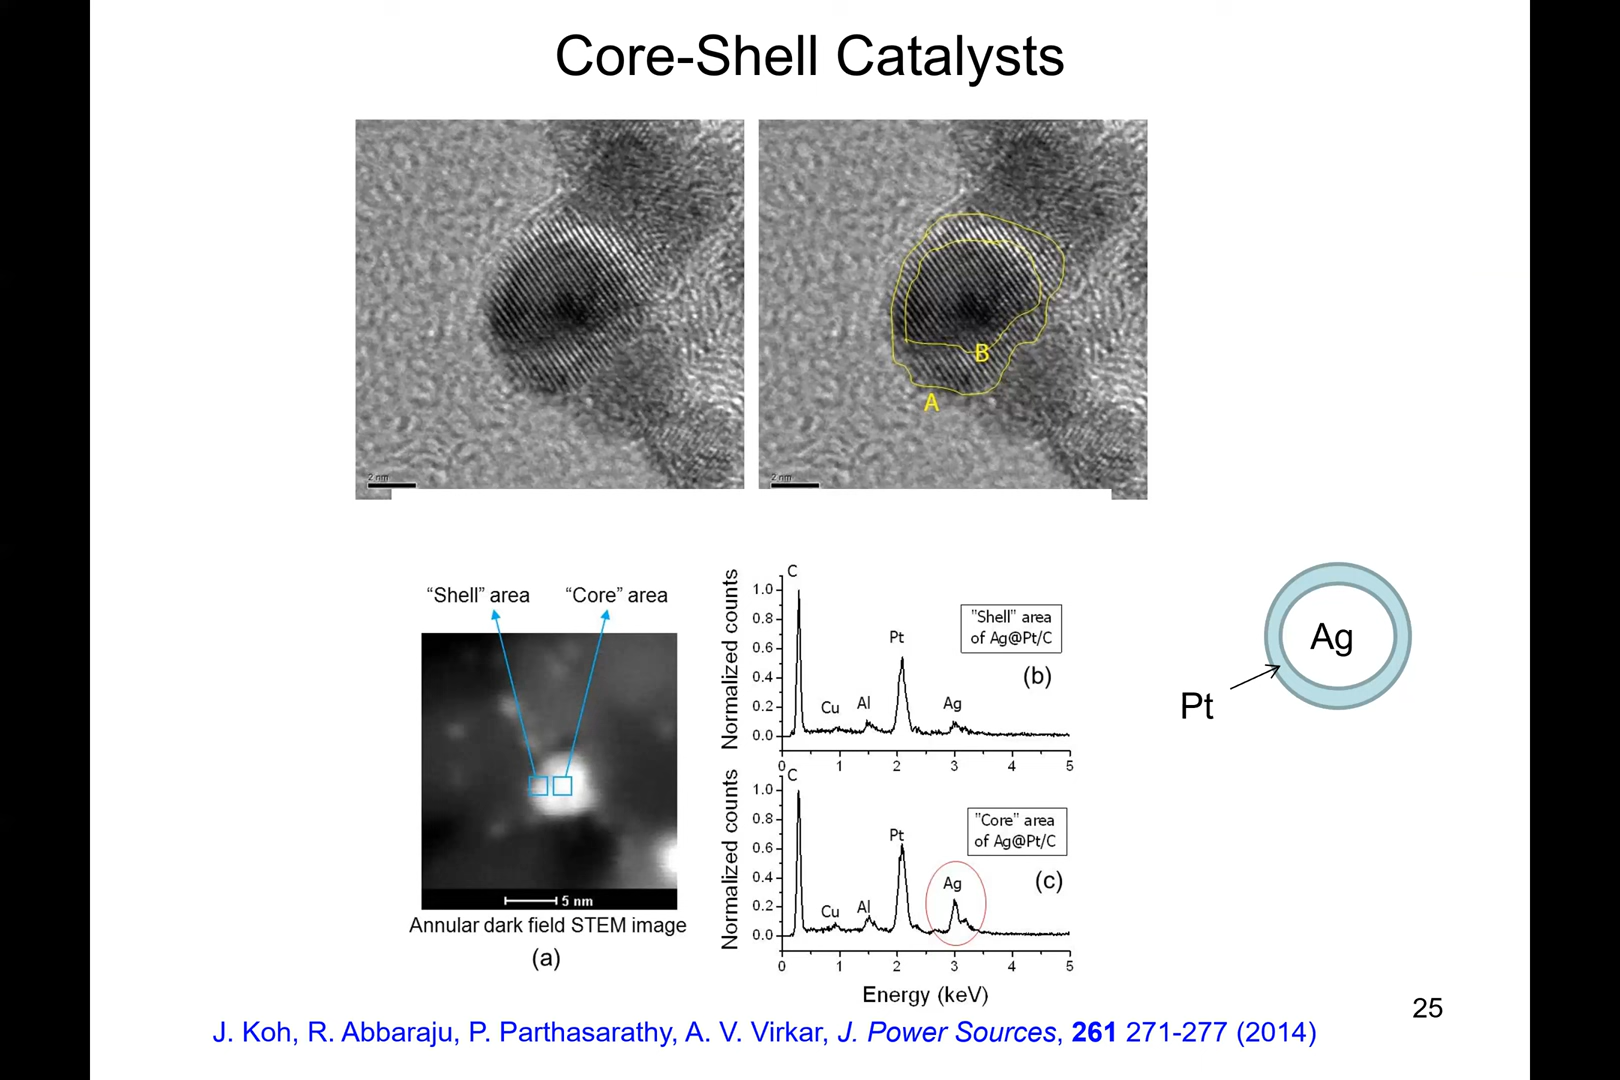 Core-Shell Catalysts
2 nm
2 nm
B
A
“Shell” area
“Core” area
5 nm
Annular dark field STEM image
(a)
Normalized counts
1.0
0.8
0.6
0.4
0.2
0.0
C
Cu
Al
Pt
Ag
"Shell" area
of Ag@Pt/C
(b)
0 1 2 3 4 5
Normalized counts
1.0
0.8
0.6
0.4
0.2
0.0
C
Cu
Al
Pt
Ag
"Core" area
of Ag@Pt/C
(c)
0 1 2 3 4 5
Energy (keV)
Ag
Pt
25
J. Koh, R. Abbaraju, P. Parthasarathy, A. V. Virkar, J. Power Sources, 261 271-277 (2014)